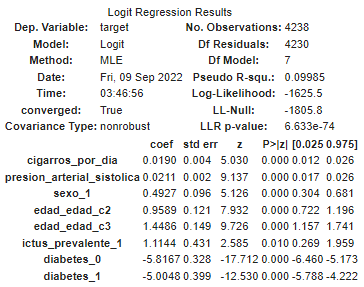 Logit Regression Results
Dep. Variable: target No. Observations: 4238
Model: Logit Df Residuals: 4230
Method: MLE Df Model: 7
Date: Fri, 09 Sep 2022 Pseudo R-squ.: 0.09985
Time: 03:46:56 Log-Likelihood: -1625.5
converged: True LL-Null: -1805.8
Covariance Type: nonrobust LLR p-value: 6.633e-74
coef std err z P>|z| [0.025 0.975]
cigarros_por_dia 0.0190 0.004 5.030 0.000 0.012 0.026
presion_arterial_sistolica 0.0211 0.002 9.137 0.000 0.017 0.026
sexo_1 0.4927 0.096 5.126 0.000 0.304 0.681
edad_edad_c2 0.9589 0.121 7.932 0.000 0.722 1.196
edad_edad_c3 1.4486 0.149 9.726 0.000 1.157 1.741
ictus_prevalente_1 1.1144 0.431 2.585 0.010 0.269 1.959
diabetes_0 -5.8167 0.328 -17.712 0.000 -6.460 -5.173
diabetes_1 -5.0048 0.399 -12.530 0.000 -5.788 -4.222